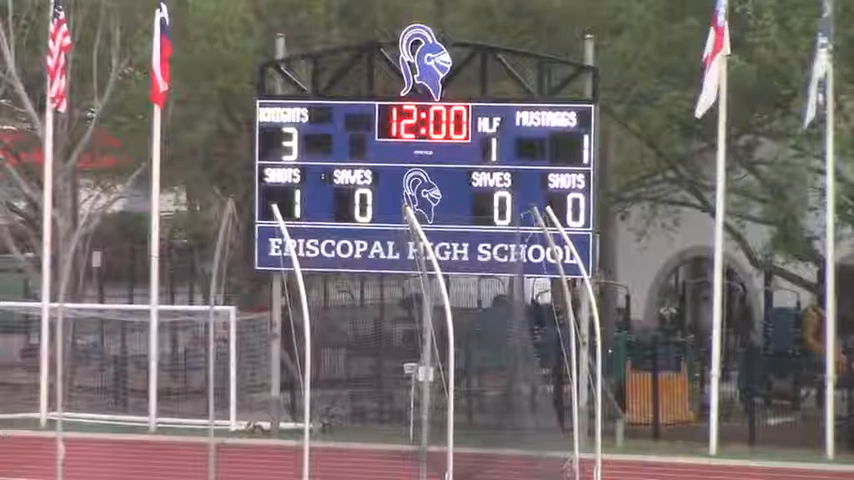 KNIGHTS 12:00 HLF MUSTANGS
3 1 1
SHOTS SAVES SAVES SHOTS
1 0 0 0
EPISCOPAL HIGH SCHOOL